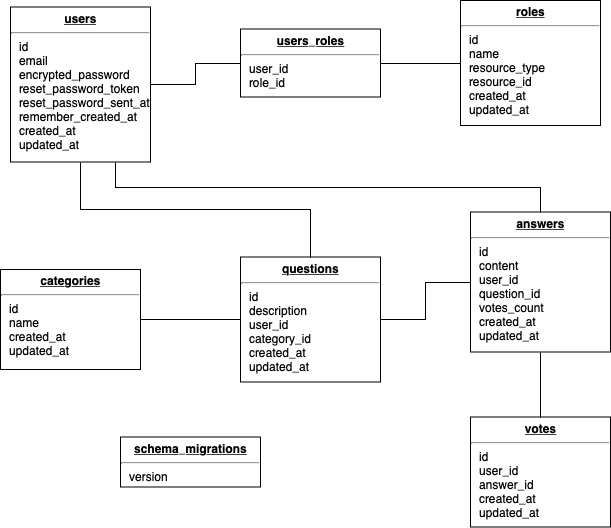 users
id
email
encrypted_password
reset_password_token
reset_password_sent_at
remember_created_at
created_at
updated_at
users_roles
user_id
role_id
roles
id
name
resource_type
resource_id
created_at
updated_at
categories
id
name
created_at
updated_at
questions
id
description
user_id
category_id
created_at
updated_at
answers
id
content
user_id
question_id
votes_count
created_at
updated_at
schema_migrations
version
votes
id
user_id
answer_id
created_at
updated_at